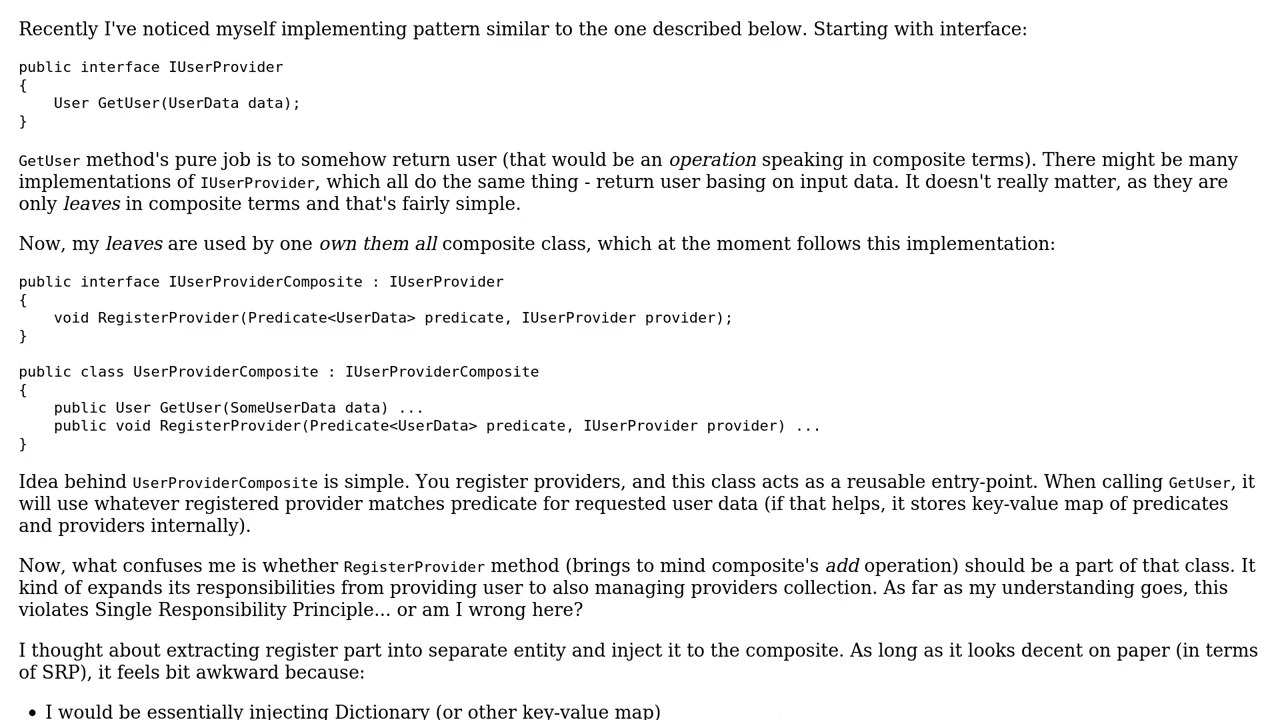 Recently I've noticed myself implementing pattern similar to the one described below. Starting with interface:
public interface IUserProvider
{
    User GetUser(UserData data);
}
GetUser method's pure job is to somehow return user (that would be an operation speaking in composite terms). There might be many
implementations of IUserProvider, which all do the same thing - return user basing on input data. It doesn't really matter, as they are
only leaves in composite terms and that's fairly simple.
Now, my leaves are used by one own them all composite class, which at the moment follows this implementation:
public interface IUserProviderComposite : IUserProvider
{
    void RegisterProvider(Predicate<UserData> predicate, IUserProvider provider);
}
public class UserProviderComposite : IUserProviderComposite
{
    public User GetUser(SomeUserData data) ...
    public void RegisterProvider(Predicate<UserData> predicate, IUserProvider provider) ...
}
Idea behind UserProviderComposite is simple. You register providers, and this class acts as a reusable entry-point. When calling GetUser, it
will use whatever registered provider matches predicate for requested user data (if that helps, it stores key-value map of predicates
and providers internally).
Now, what confuses me is whether RegisterProvider method (brings to mind composite's add operation) should be a part of that class. It
kind of expands its responsibilities from providing user to also managing providers collection. As far as my understanding goes, this
violates Single Responsibility Principle... or am I wrong here?
I thought about extracting register part into separate entity and inject it to the composite. As long as it looks decent on paper (in terms
of SRP), it feels bit awkward because:
• I would be essentially injecting Dictionary (or other key-value map)